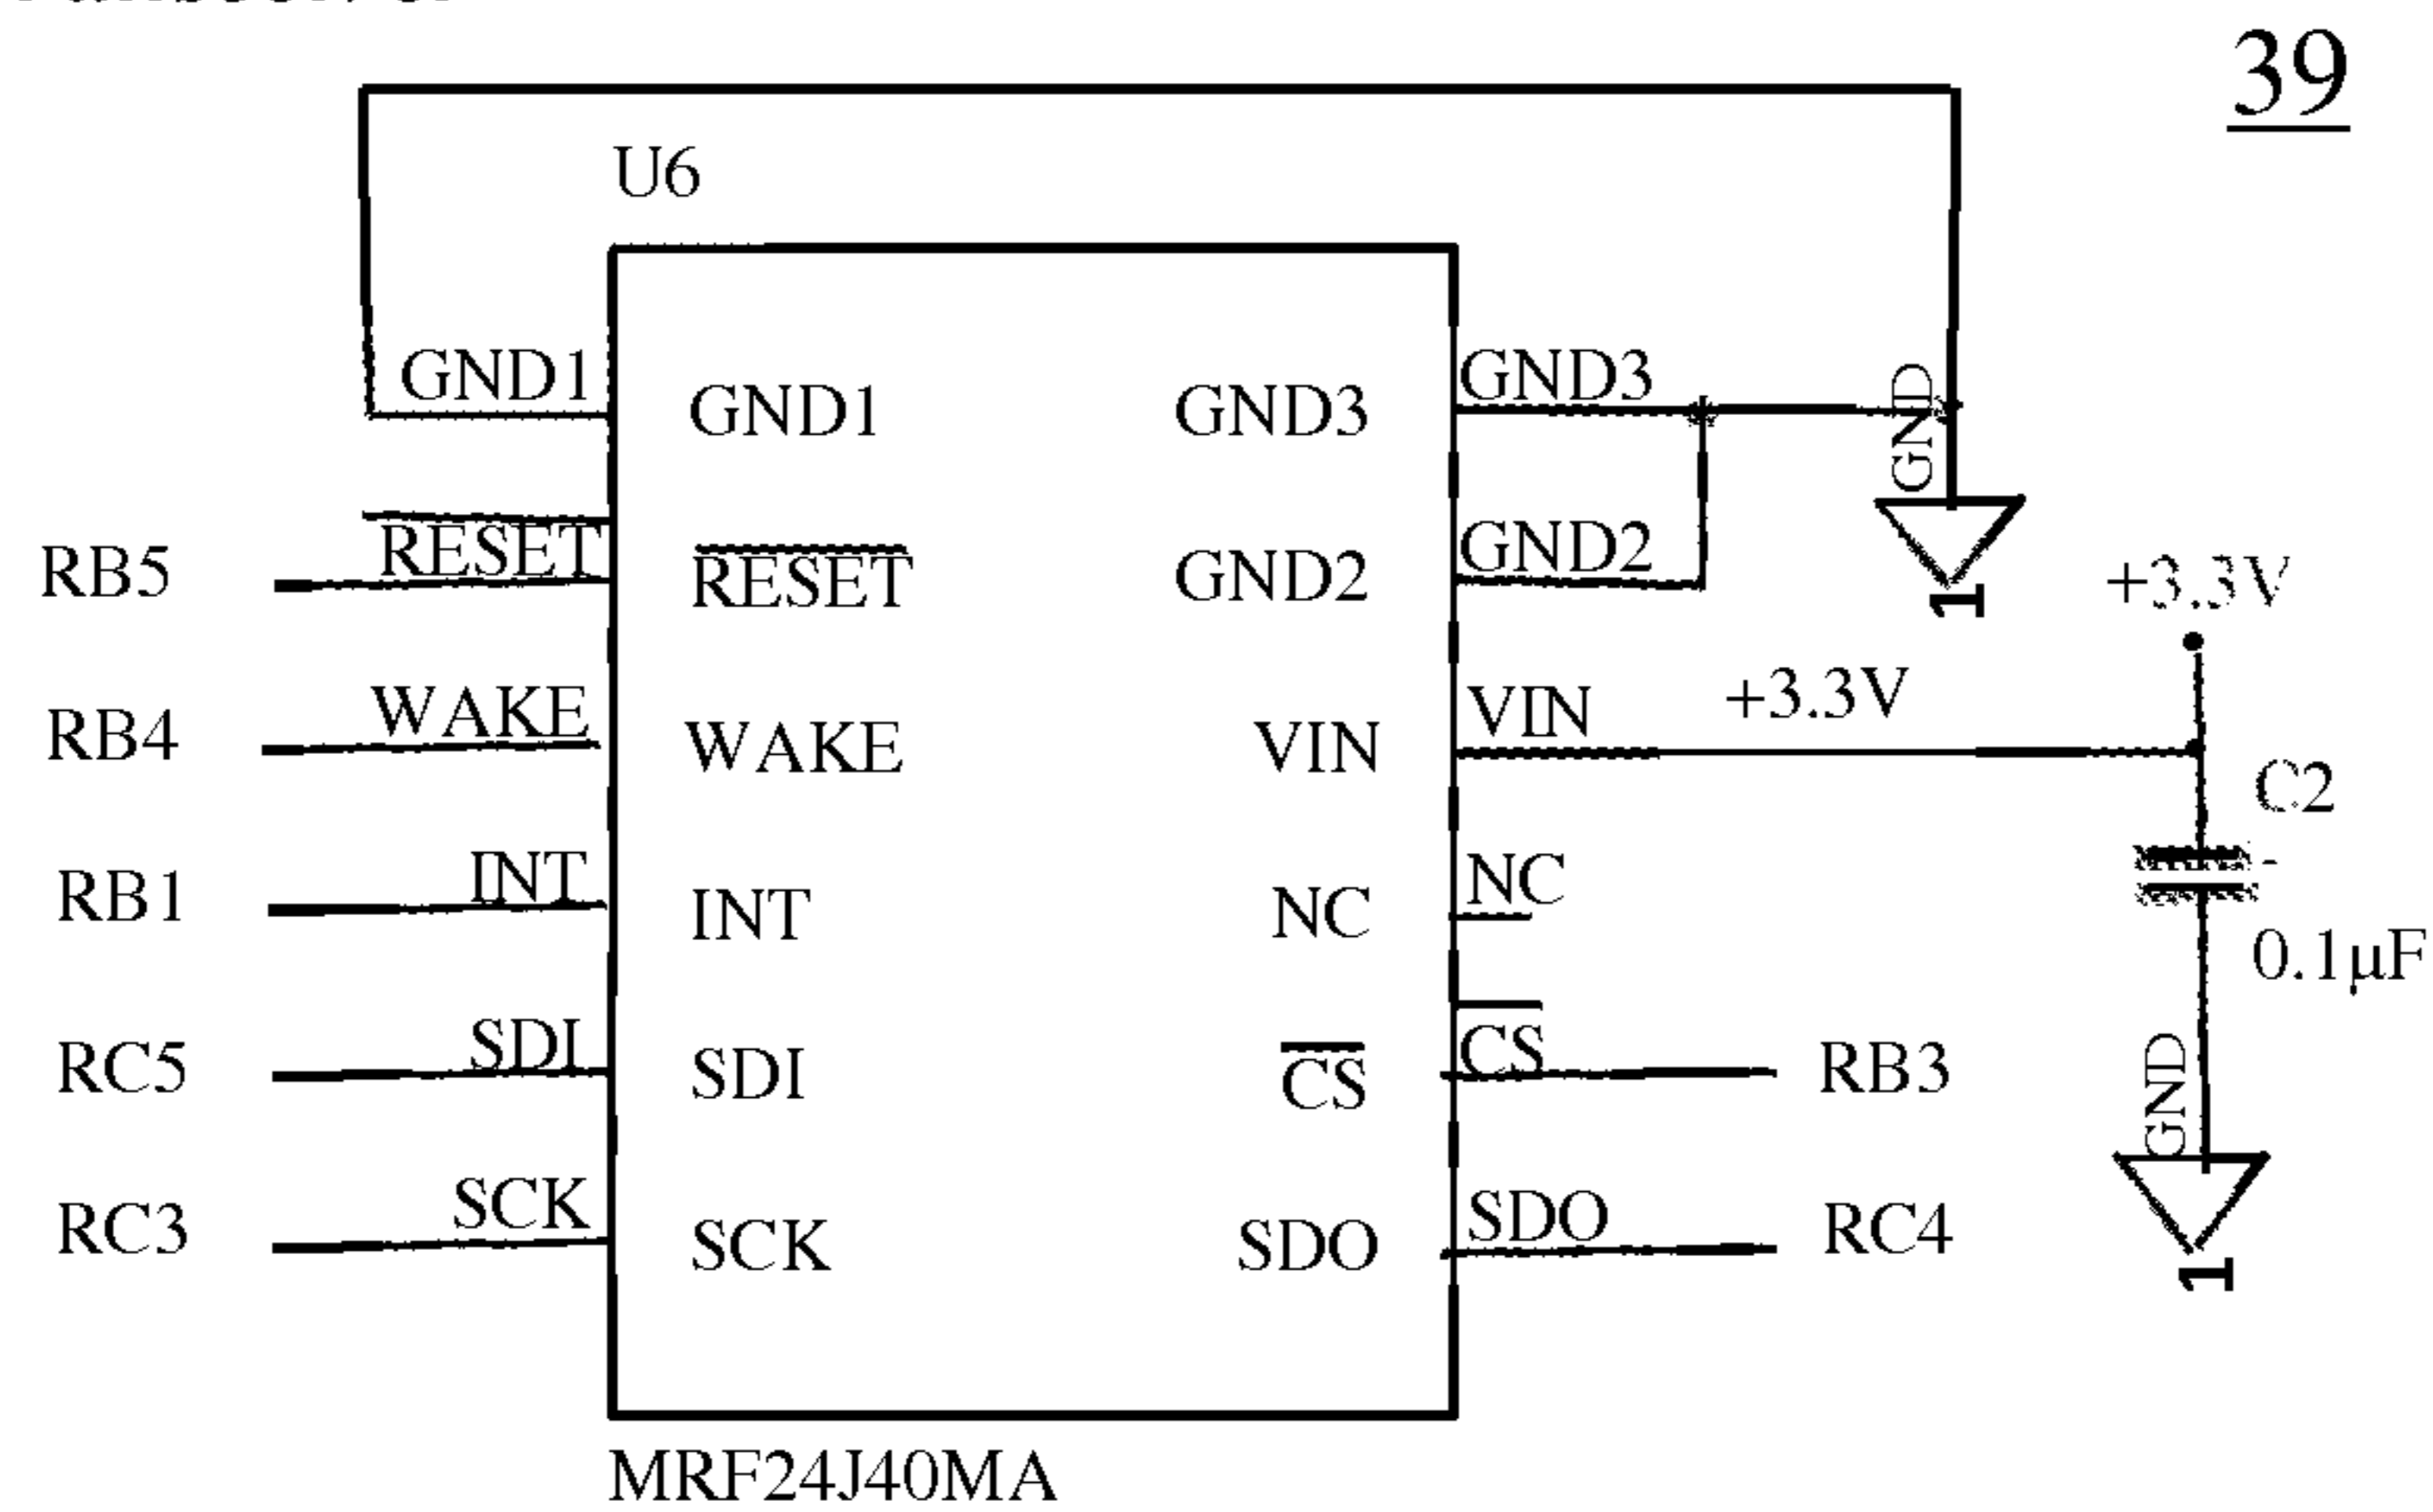 39
U6
GND1 GND1 GND3 GND3 GND
RB5 RESET RESET GND2 GND2
1
+3.3V
RB4 WAKE WAKE VIN VIN +3.3V
C2
RB1 INT INT NC NC
0.1µF
RC5 SDI SDI CS CS RB3
GND
RC3 SCK SCK SDO SDO RC4
1
MRF24J40MA